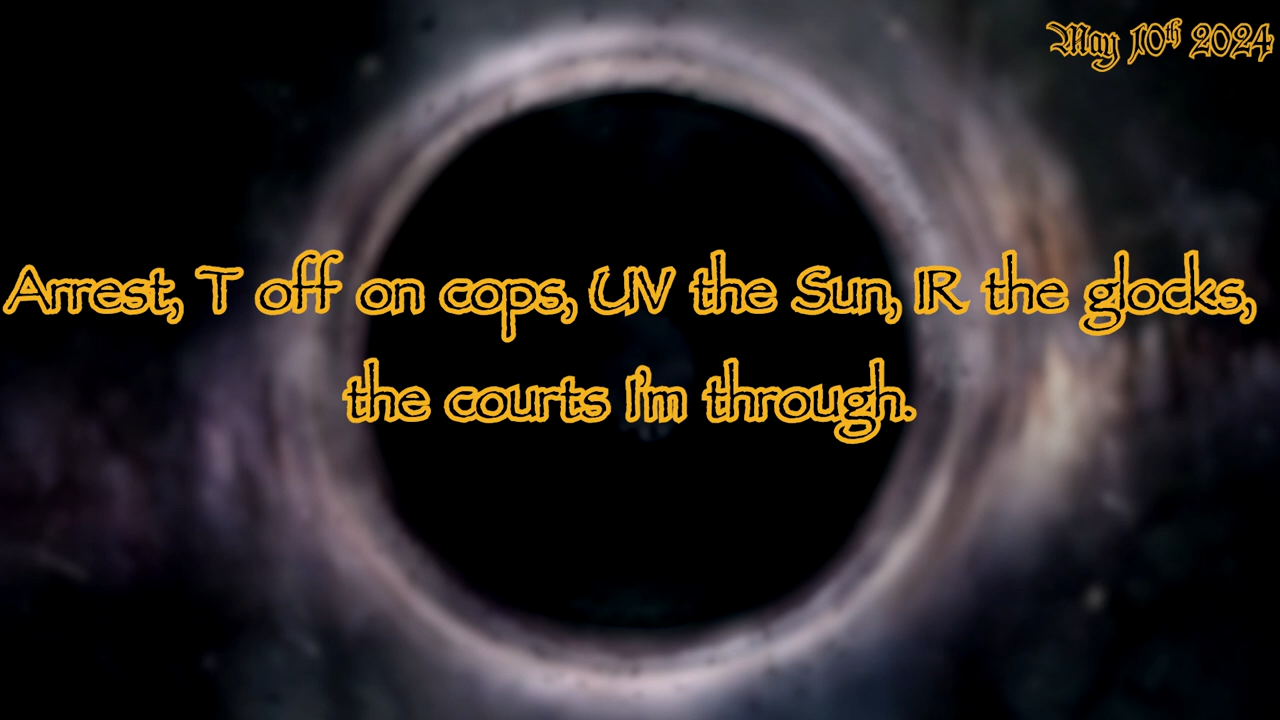 May 10th 2024
Arrest, T off on cops, UV the Sun, IR the glocks,
the courts I'm through.